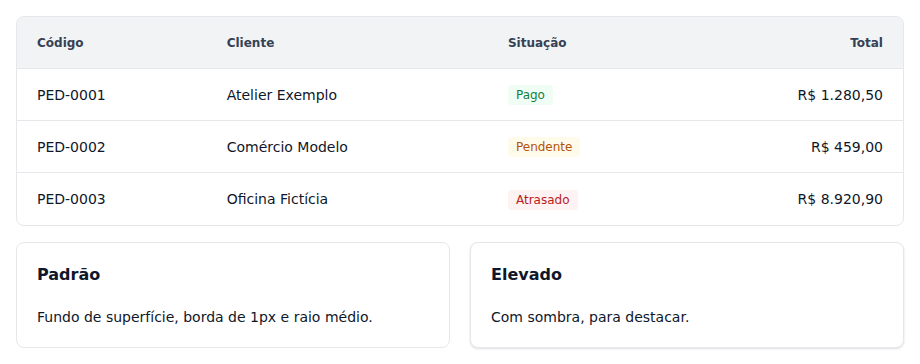 Código Cliente Situação Total
PED-0001 Atelier Exemplo Pago R$ 1.280,50
PED-0002 Comércio Modelo Pendente R$ 459,00
PED-0003 Oficina Fictícia Atrasado R$ 8.920,90
Padrão
Fundo de superfície, borda de 1px e raio médio.
Elevado
Com sombra, para destacar.